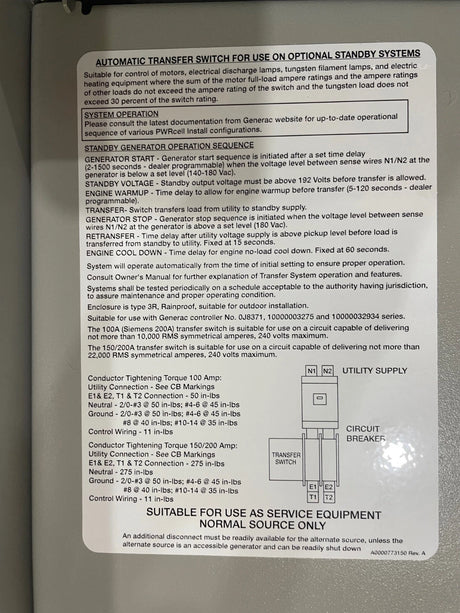 AUTOMATIC TRANSFER SWITCH FOR USE ON OPTIONAL STANDBY SYSTEMS
Suitable for control of motors, electrical discharge lamps, tungsten filament lamps, and electric
heating equipment where the sum of the motor full-load ampere ratings and the ampere ratings
of other loads do not exceed the ampere rating of the switch and the tungsten load does not
exceed 30 percent of the switch rating.
SYSTEM OPERATION
Please consult the latest documentation from Generac website for up-to-date operational
sequence of various PWRcell Install configurations.
STANDBY GENERATOR OPERATION SEQUENCE
GENERATOR START - Generator start sequence is initiated after a set time delay
(2-1500 seconds - dealer programmable) when the voltage level between sense wires N1/N2 at the
generator is below a set level (140-180 Vac).
STANDBY VOLTAGE - Standby output voltage must be above 192 Volts before transfer is allowed.
ENGINE WARMUP - Time delay to allow for engine warmup before transfer (5-120 seconds - dealer
programmable).
TRANSFER- Switch transfers load from utility to standby supply.
GENERATOR STOP - Generator stop sequence is initiated when the voltage level between sense
wires N1/N2 at the generator is above a set level (180 Vac).
RETRANSFER - Time delay after utility voltage supply is above pickup level before load is
transferred from standby to utility. Fixed at 15 seconds.
ENGINE COOL DOWN - Time delay for engine no-load cool down. Fixed at 60 seconds.
System will operate automatically from the time of initial setting to ensure proper operation.
Consult Owner's Manual for further explanation of Transfer System operation and features.
Systems shall be tested periodically on a schedule acceptable to the authority having jurisdiction,
to assure maintenance and proper operating condition.
Enclosure is type 3R, Rainproof, suitable for outdoor installation.
Suitable for use with Generac controller No. 0J8371, 10000003275 and 10000032934 series.
The 100A (Siemens 200A) transfer switch is suitable for use on a circuit capable of delivering
not more than 10,000 RMS symmetrical amperes, 240 volts maximum.
The 150/200A transfer switch is suitable for use on a circuit capable of delivering not more than
22,000 RMS symmetrical amperes, 240 volts maximum.
Conductor Tightening Torque 100 Amp:
Utility Connection - See CB Markings
E1& E2, T1 & T2 Connection - 50 in-lbs
Neutral - 2/0-#3 @ 50 in-lbs; #4-6 @ 45 in-lbs
Ground - 2/0-#3 @ 50 in-lbs; #4-6 @ 45 in-lbs
#8 @ 40 in-lbs; #10-14 @ 35 in-lbs
Control Wiring - 11 in-lbs
Conductor Tightening Torque 150/200 Amp:
Utility Connection - See CB Markings
E1& E2, T1 & T2 Connection - 275 in-lbs
Neutral - 275 in-lbs
Ground - 2/0-#3 @ 50 in-lbs; #4-6 @ 45 in-lbs
#8 @ 40 in-lbs; #10-14 @ 35 in-lbs
Control Wiring - 11 in-lbs
N1 N2 UTILITY SUPPLY
CIRCUIT
BREAKER
TRANSFER
SWITCH
E1 E2
T1 T2
SUITABLE FOR USE AS SERVICE EQUIPMENT
NORMAL SOURCE ONLY
An additional disconnect must be readily available for the alternate source, unless the
alternate source is an accessible generator and can be readily shut down
A0000773150 Rev. A